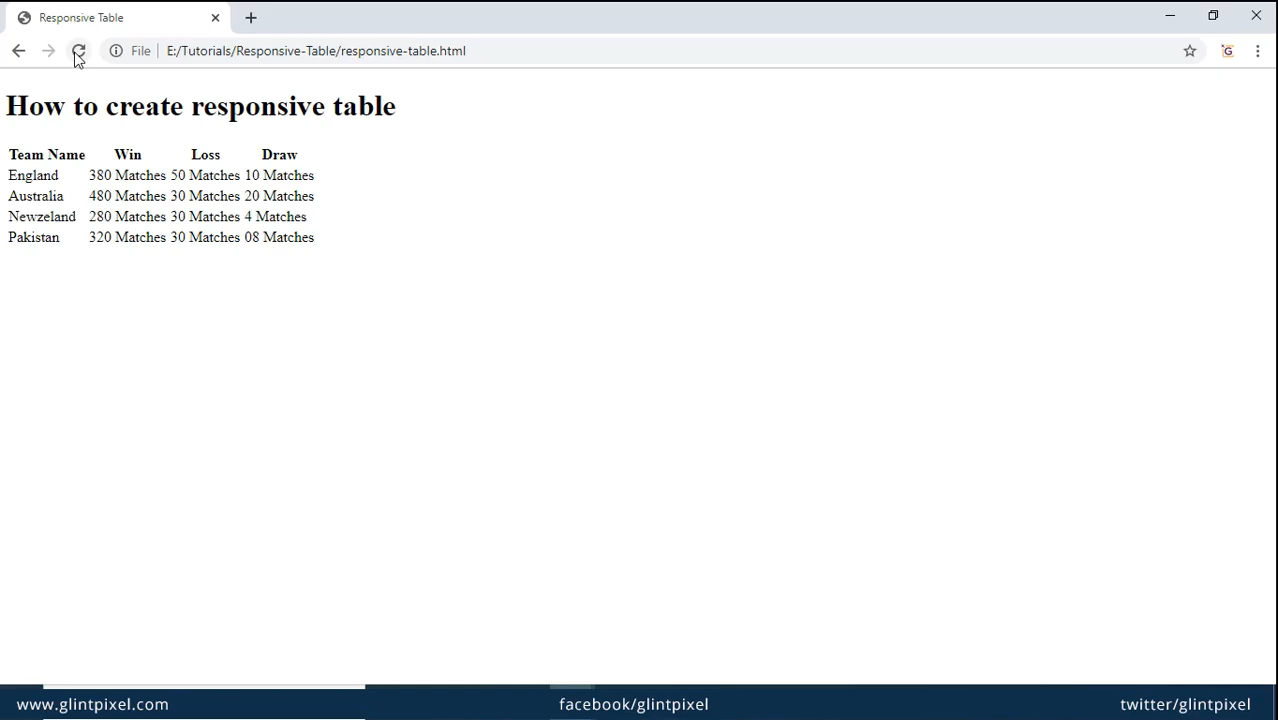 Responsive Table
File E:/Tutorials/Responsive-Table/responsive-table.html
How to create responsive table
Team Name Win Loss Draw
England 380 Matches 50 Matches 10 Matches
Australia 480 Matches 30 Matches 20 Matches
Newzeland 280 Matches 30 Matches 4 Matches
Pakistan 320 Matches 30 Matches 08 Matches
www.glintpixel.com facebook/glintpixel twitter/glintpixel